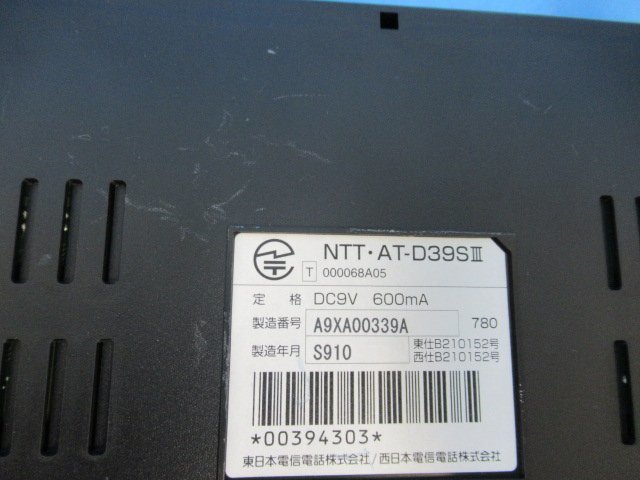 NTT・AT-D39SⅢ
T 000068A05
定格 DC9V 600mA
製造番号 A9XA00339A 780
製造年月 S910 東仕B210152号
西仕B210152号
*00394303*
東日本電信電話株式会社/西日本電信電話株式会社